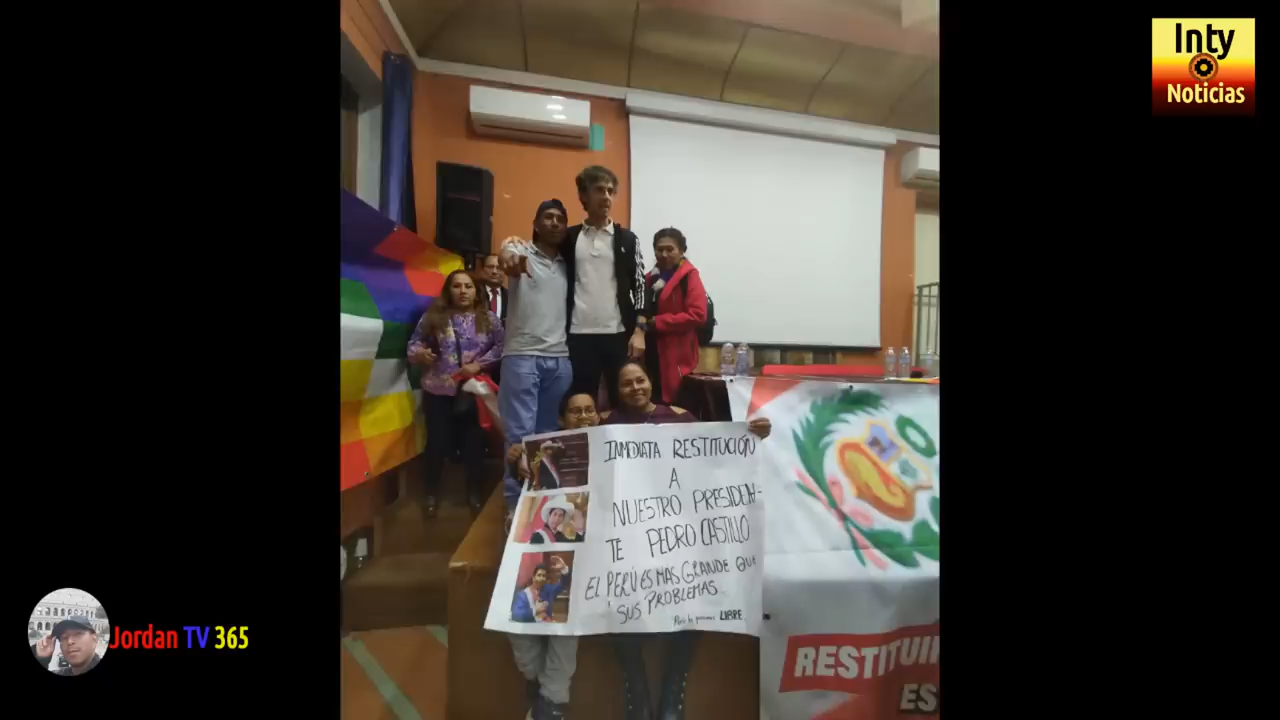 Inty
Noticias
INMEDIATA RESTITUCIÓN
A
NUESTRO PRESIDEN-
TE PEDRO CASTILLO
EL PERÚ ES MAS GRANDE QUE
SUS PROBLEMAS
LIBRE
RESTITUI
ES
Jordan TV 365